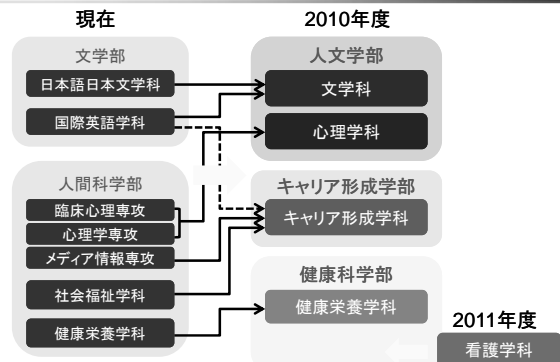 現在
2010年度
文学部
日本語日本文学科
国際英語学科
人間科学部
臨床心理専攻
心理学専攻
メディア情報専攻
社会福祉学科
健康栄養学科
人文学部
文学科
心理学科
キャリア形成学部
キャリア形成学科
健康科学部
健康栄養学科
2011年度
看護学科